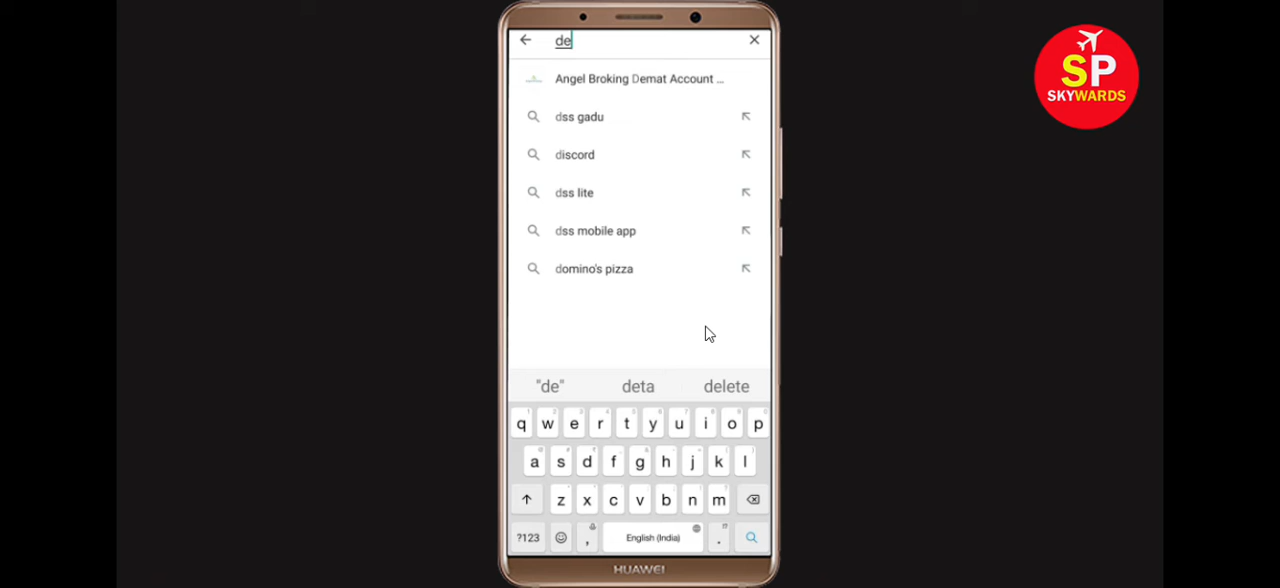 de
Angel Broking Demat Account ...
dss gadu
discord
dss lite
dss mobile app
domino's pizza
"de" deta delete
q w e r t y u i o p
a s d f g h j k l
z x c v b n m
?123 , English (India) .
HUAWEI
SP
SKYWARDS